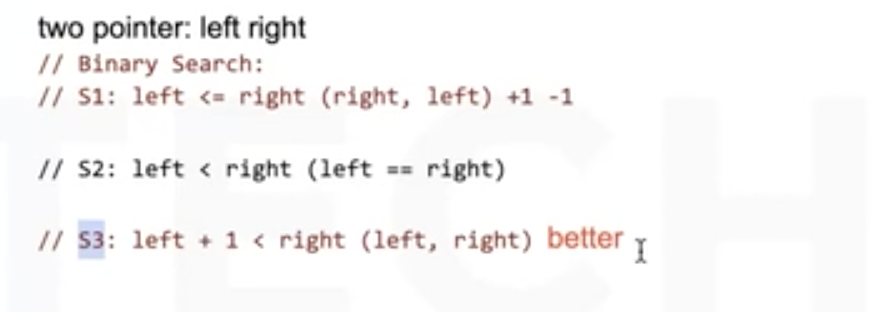 two pointer: left right
// Binary Search:
// S1: left <= right (right, left) +1 -1
// S2: left < right (left == right)
// S3: left + 1 < right (left, right) better
TECH